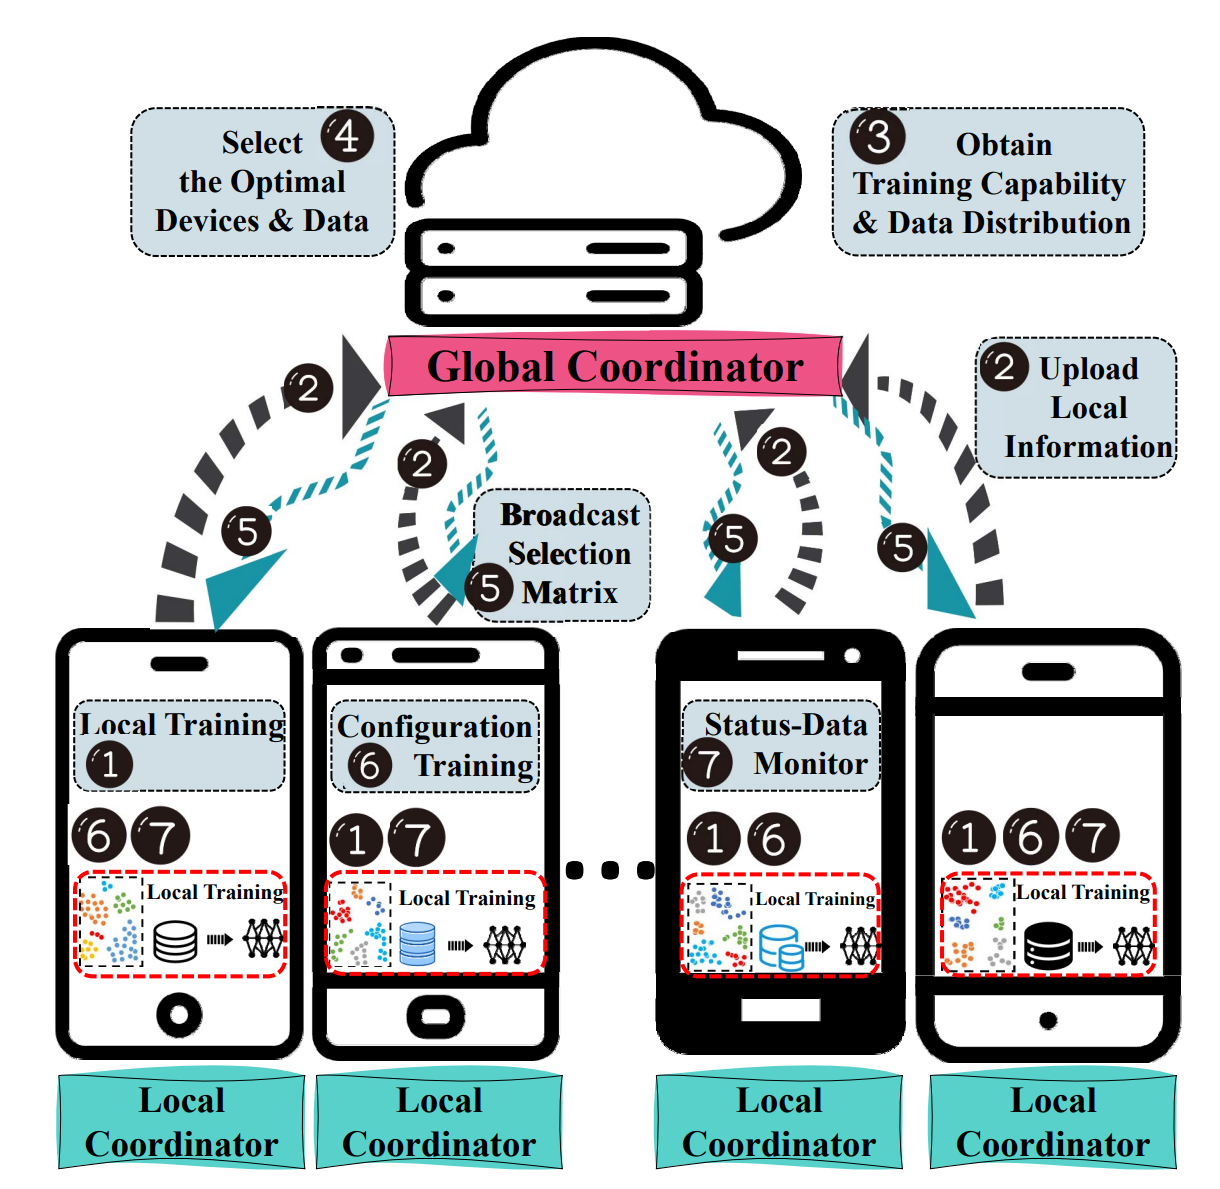 Select 4
the Optimal
Devices & Data
3 Obtain
Training Capability
& Data Distribution
Global Coordinator
2
2
2
2 Upload
Local
Information
5
5
5
Broadcast
Selection
5 Matrix
Local Training
1
6 7
Local Training
Configuration
6 Training
1 7
Local Training
Status-Data
7 Monitor
1 6
Local Training
1 6 7
Local Training
Local
Coordinator
Local
Coordinator
Local
Coordinator
Local
Coordinator